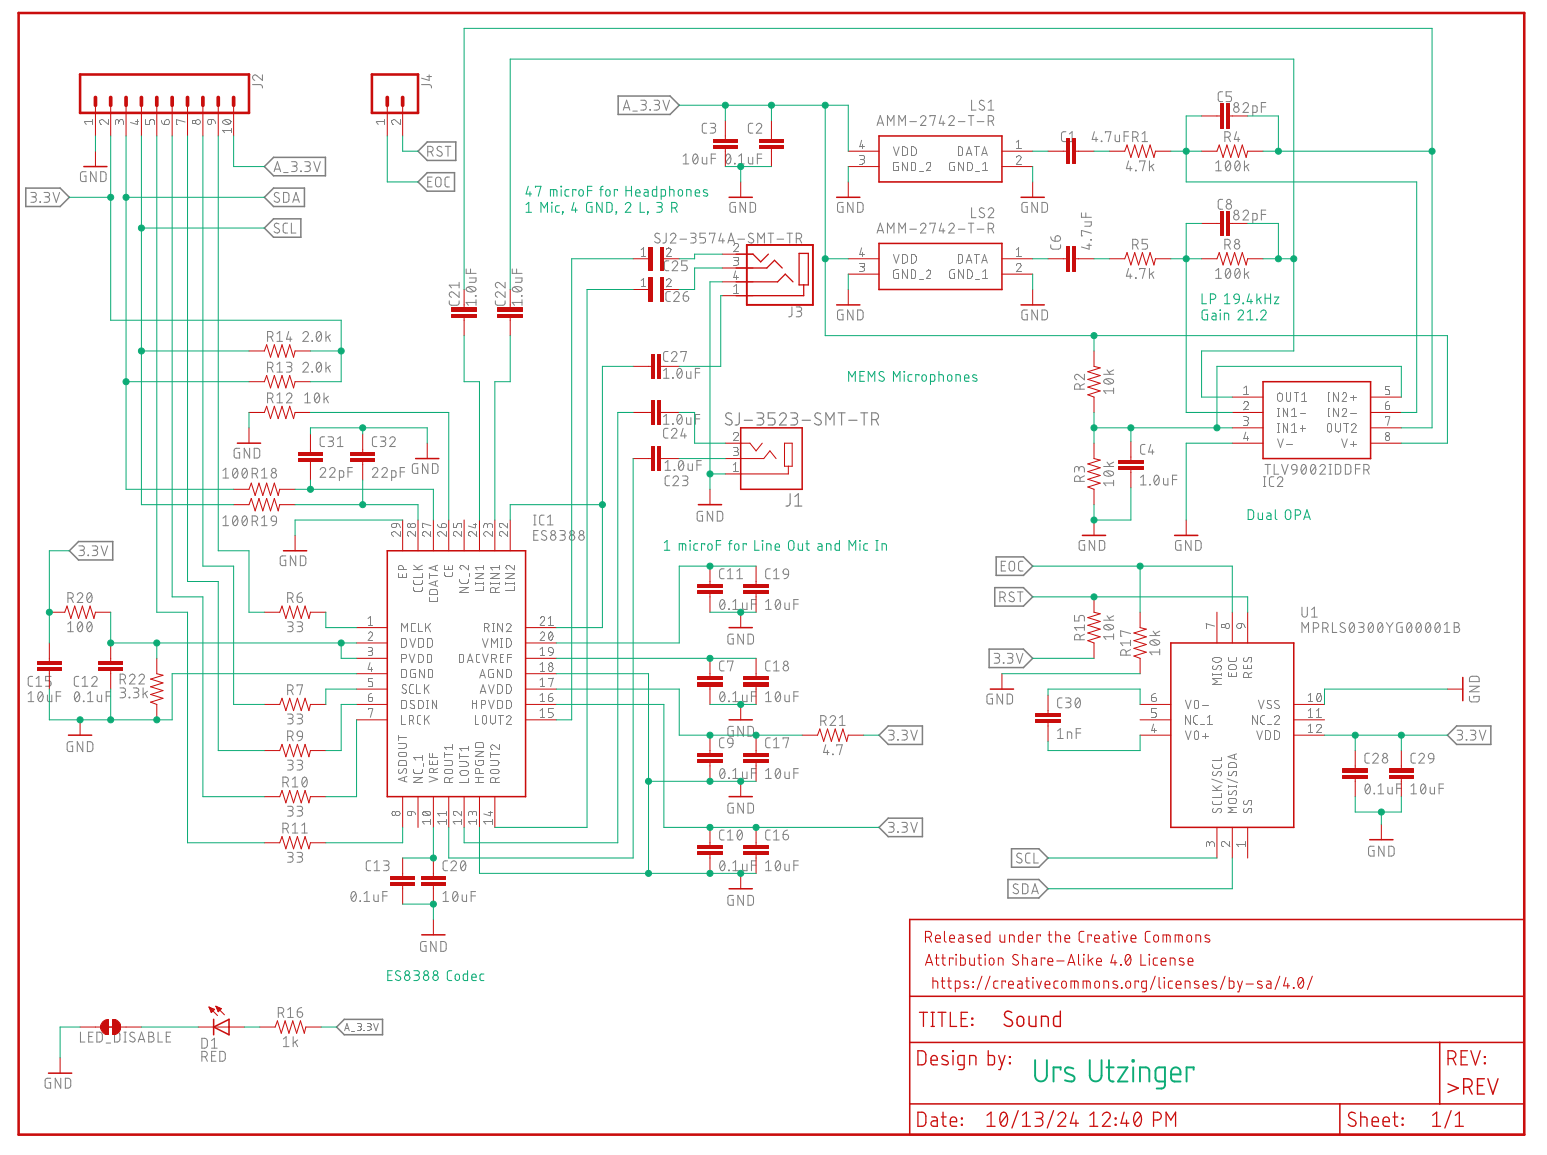 J2
J4
1 2 3 4 5 6 7 8 9 10
1 2
GND
A_3.3V
3.3V
SDA
SCL
RST
EOC
A_3.3V
C3
10uF
C2
0.1uF
GND
LS1
AMM-2742-T-R
4 VDD DATA 1
3 GND_2 GND_1 2
GND
GND
C1
4.7uF
R1
4.7k
C5
82pF
R4
100k
LS2
AMM-2742-T-R
4 VDD DATA 1
3 GND_2 GND_1 2
GND
GND
C6
4.7uF
R5
4.7k
C8
82pF
R8
100k
LP 19.4kHz
Gain 21.2
47 microF for Headphones
1 Mic, 4 GND, 2 L, 3 R
SJ2-3574A-SMT-TR
1 2
C25
1 2
C26
2
3
4
1
J3
C21
1.0uF
C22
1.0uF
C27
1.0uF
1.0uF
C24
1.0uF
C23
SJ-3523-SMT-TR
2
3
1
J1
GND
MEMS Microphones
R2
10k
R3
10k
C4
1.0uF
GND
GND
1 OUT1 IN2+ 5
2 IN1- IN2- 6
3 IN1+ OUT2 7
4 V- V+ 8
TLV9002IDDFR
IC2
Dual OPA
R14 2.0k
R13 2.0k
R12 10k
GND
C31
22pF
C32
22pF
GND
100R18
100R19
GND
1 microF for Line Out and Mic In
IC1
ES8388
29 28 27 26 25 24 23 22
EP CCLK CDATA CE NC_2 LIN1 RIN1 LIN2
1 MCLK RIN2 21
2 DVDD VMID 20
3 PVDD DACVREF 19
4 DGND AGND 18
5 SCLK AVDD 17
6 DSDIN HPVDD 16
7 LRCK LOUT2 15
ASDOUT NC_1 VREF ROUT1 LOUT1 HPGND ROUT2
8 9 10 11 12 13 14
3.3V
R20
100
C15
10uF
C12
0.1uF
R22
3.3k
GND
R6
33
R7
33
R9
33
R10
33
R11
33
C13
0.1uF
C20
10uF
GND
ES8388 Codec
C11
0.1uF
C19
10uF
GND
C7
0.1uF
C18
10uF
GND
C9
0.1uF
C17
10uF
GND
R21
4.7
3.3V
C10
0.1uF
C16
10uF
GND
3.3V
EOC
RST
R15
10k
R17
10k
3.3V
GND
C30
1nF
U1
MPRLS0300YG00001B
7 8 9
MISO EOC RES
6 VO- VSS 10
5 NC_1 NC_2 11
4 VO+ VDD 12
SCLK/SCL MOSI/SDA SS
3 2 1
SCL
SDA
GND
3.3V
C28
0.1uF
C29
10uF
GND
LED_DISABLE
GND
D1
RED
R16
1k
A_3.3V
Released under the Creative Commons
Attribution Share-Alike 4.0 License
https://creativecommons.org/licenses/by-sa/4.0/
TITLE: Sound
Design by: Urs Utzinger
REV:
>REV
Date: 10/13/24 12:40 PM
Sheet: 1/1